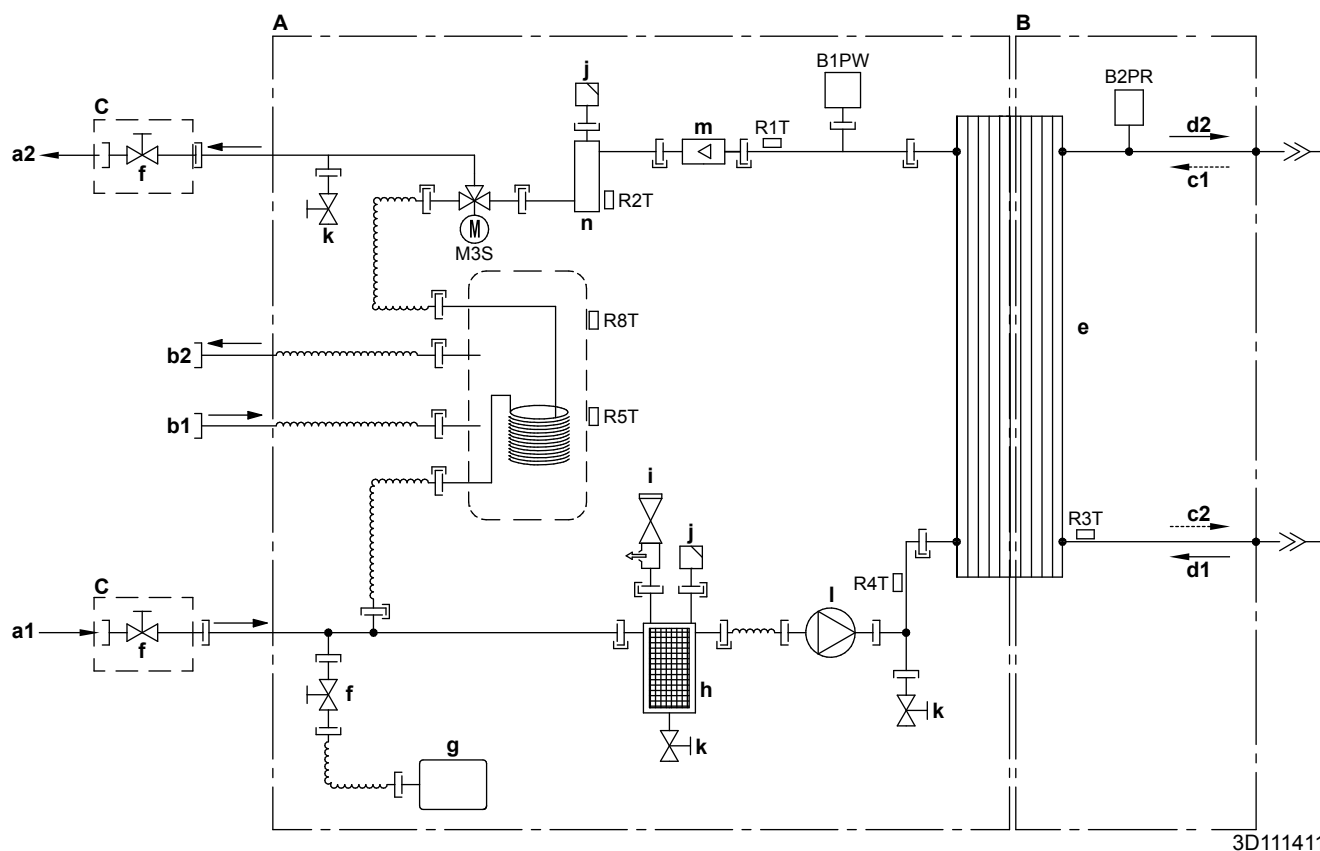 A
B
j
B1PW
B2PR
C
m
R1T
d2
a2
f
c1
k
R2T
n
M
M3S
R8T
e
b2
b1
R5T
i
j
R3T
c2
C
l
R4T
d1
a1
f
f
h
k
k
g
3D111411